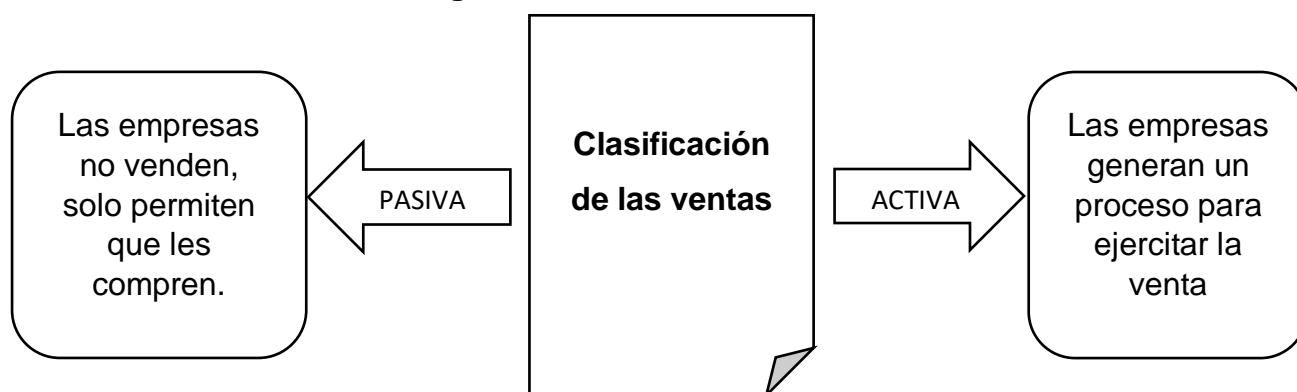 Las empresas
no venden,
solo permiten
que les
compren.
PASIVA
Clasificación
de las ventas
ACTIVA
Las empresas
generan un
proceso para
ejercitar la
venta